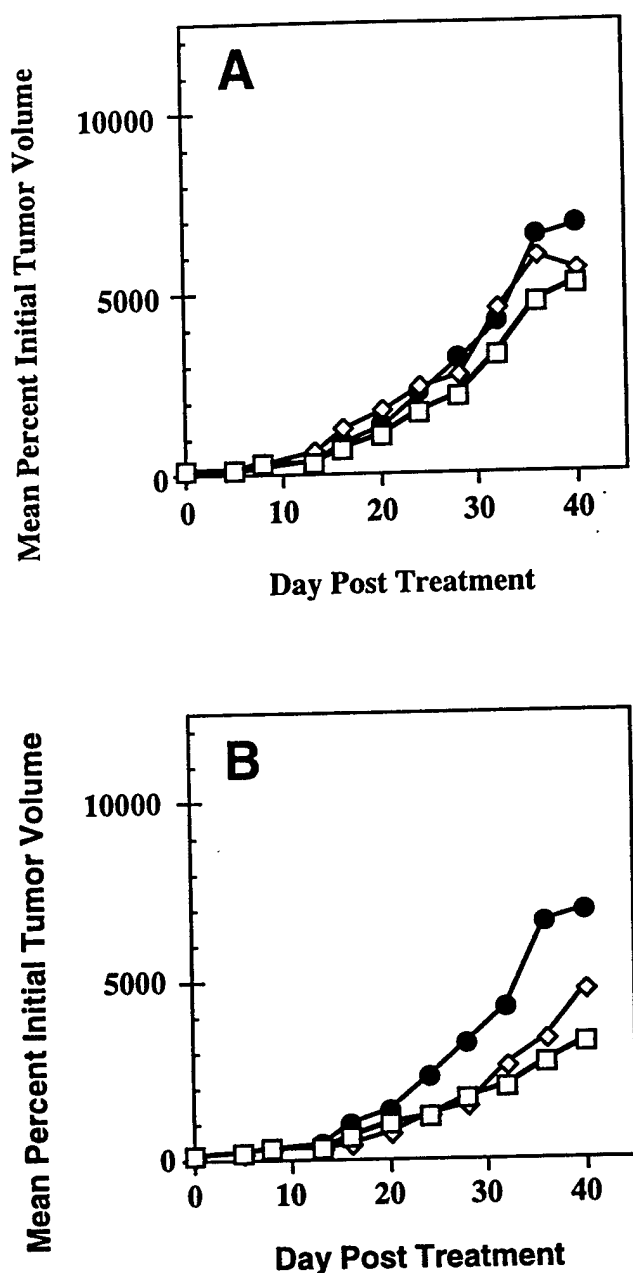 A
Mean Percent Initial Tumor Volume
10000
5000
0
0 10 20 30 40
Day Post Treatment
B
Mean Percent Initial Tumor Volume
10000
5000
0
0 10 20 30 40
Day Post Treatment